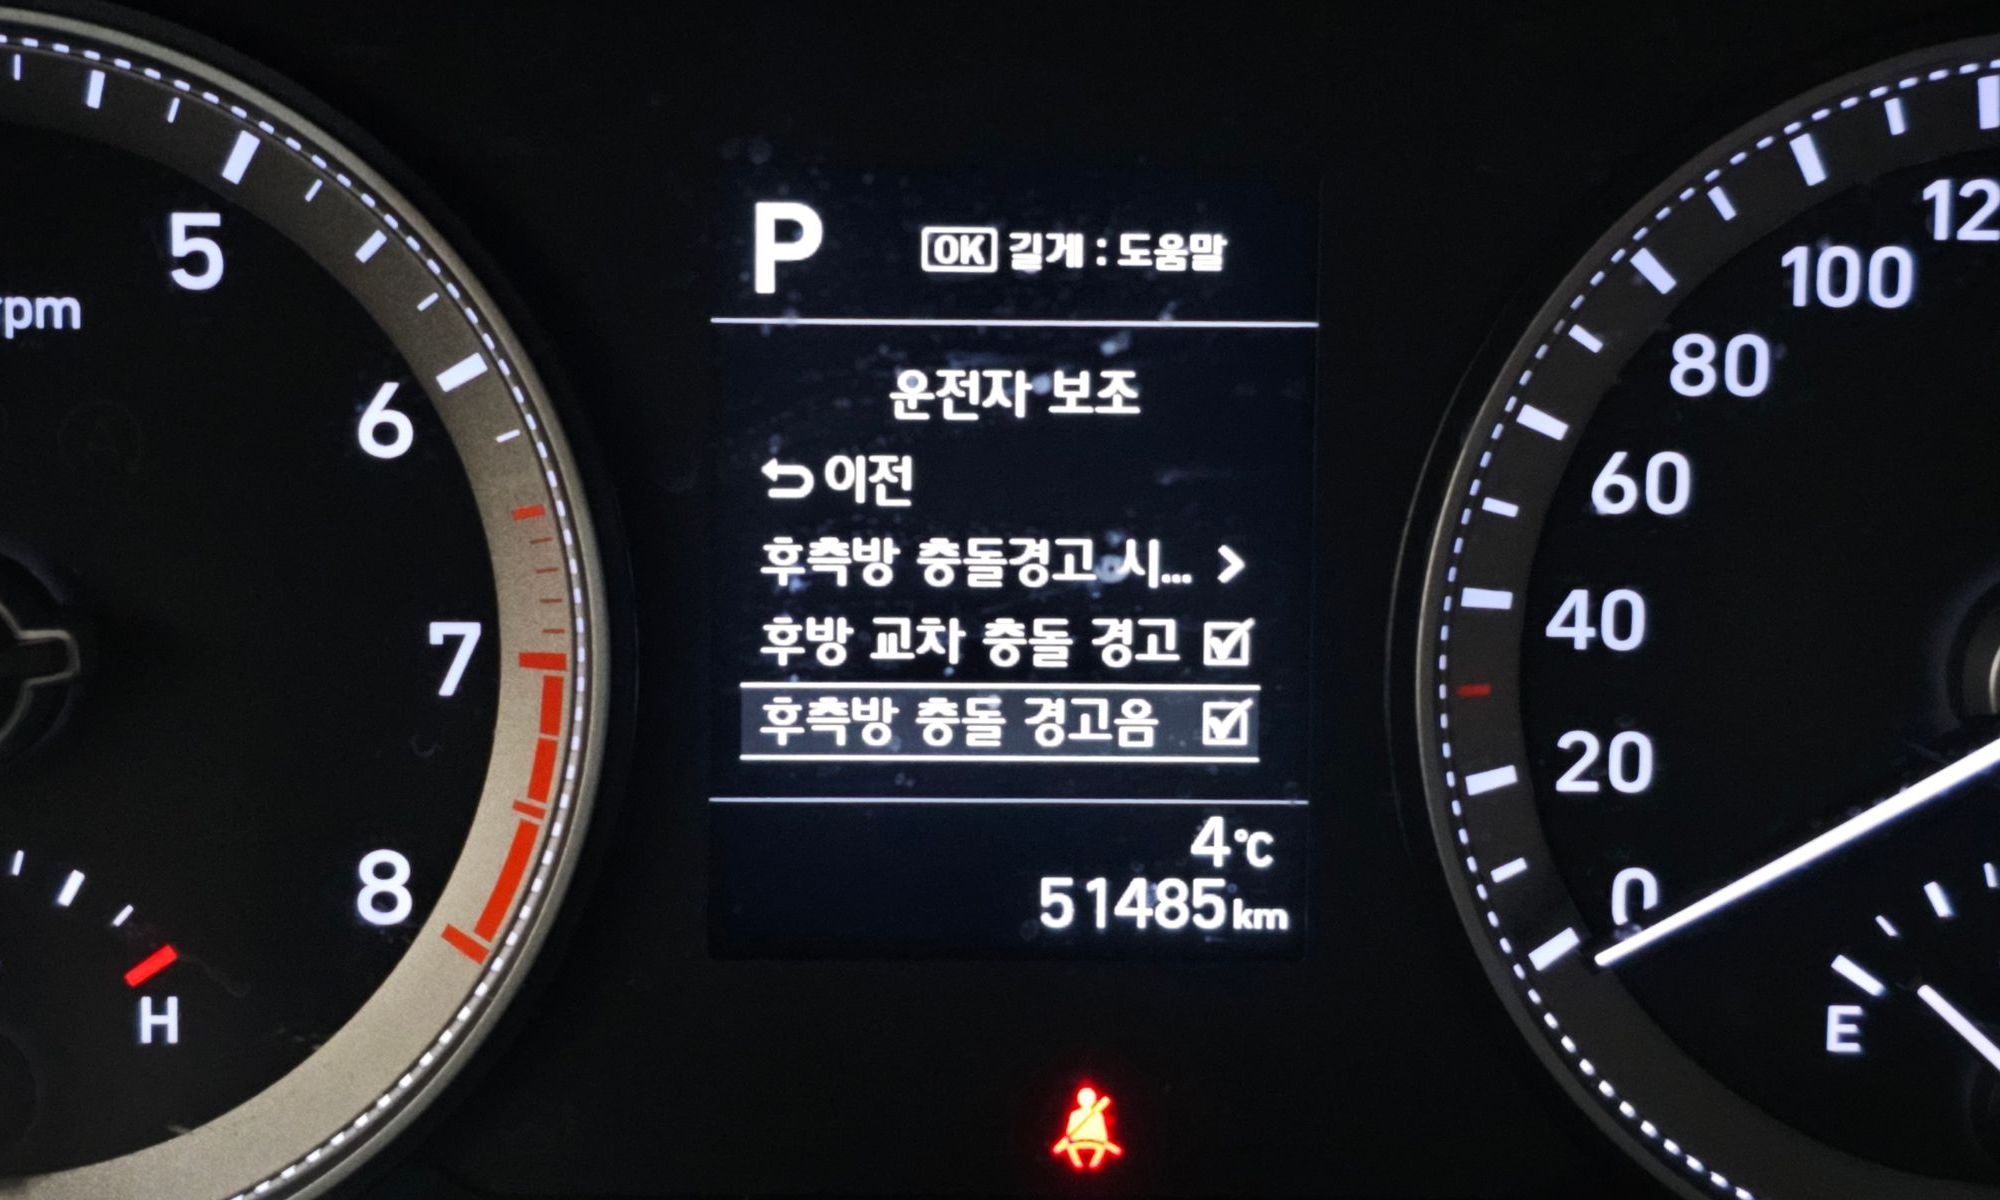 P
OK 길게 : 도움말
운전자 보조
이전
후측방 충돌경고 시...
후방 교차 충돌 경고
후측방 충돌 경고음
4℃
51485km
rpm
5
6
7
8
H
12
100
80
60
40
20
0
E